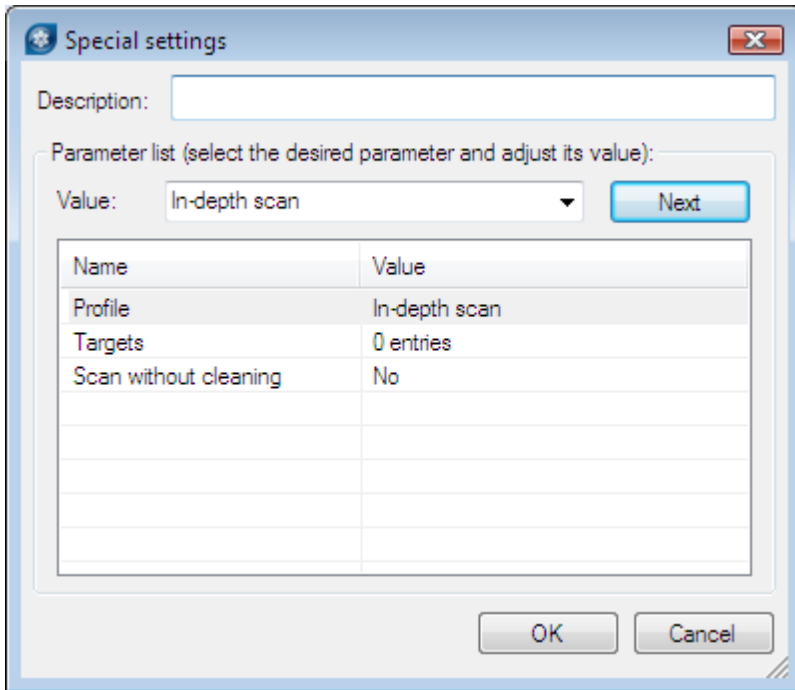 Special settings
Description:
Parameter list (select the desired parameter and adjust its value):
Value: In-depth scan Next
Name Value
Profile In-depth scan
Targets 0 entries
Scan without cleaning No
OK Cancel